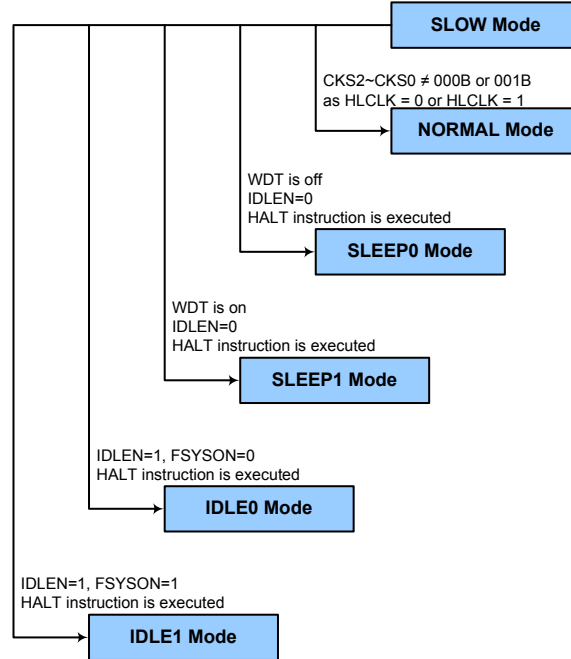 SLOW Mode
CKS2~CKS0 ≠ 000B or 001B
as HLCLK = 0 or HLCLK = 1
NORMAL Mode
WDT is off
IDLEN=0
HALT instruction is executed
SLEEP0 Mode
WDT is on
IDLEN=0
HALT instruction is executed
SLEEP1 Mode
IDLEN=1, FSYSON=0
HALT instruction is executed
IDLE0 Mode
IDLEN=1, FSYSON=1
HALT instruction is executed
IDLE1 Mode